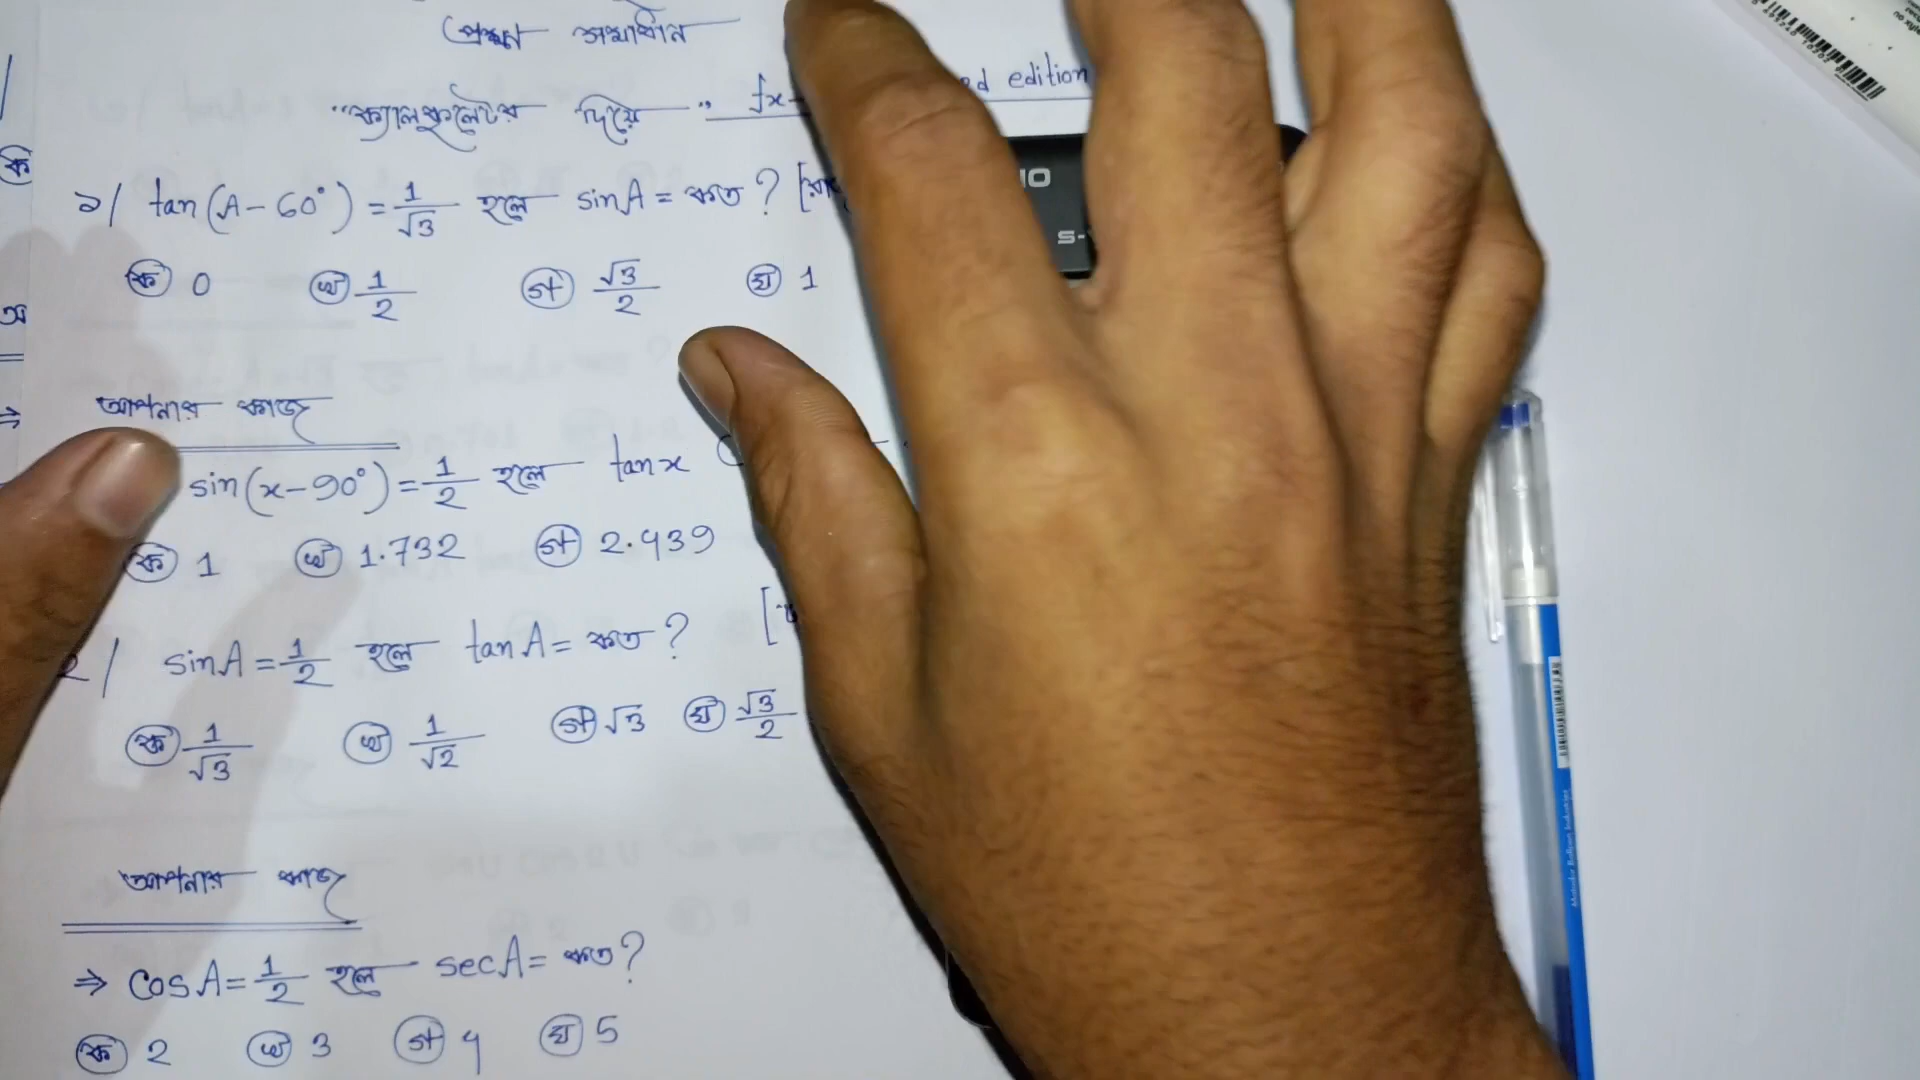 প্রশ্ন সমাধান
"ক্যালকুলেটর দিয়ে" fx- edition
১/ tan(A-60°) = 1/√3 হলে sinA = কত?
ক 0 খ 1/2 গ √3/2 ঘ 1
আপনার কাজ
sin(x-90°) = 1/2 হলে tanx
ক 1 খ 1.732 গ 2.439
২/ sinA = 1/2 হলে tanA = কত?
ক 1/√3 খ 1/√2 গ √3 ঘ √3/2
আপনার কাজ
⇒ cosA = 1/2 হলে secA = কত?
ক 2 খ 3 গ 4 ঘ 5